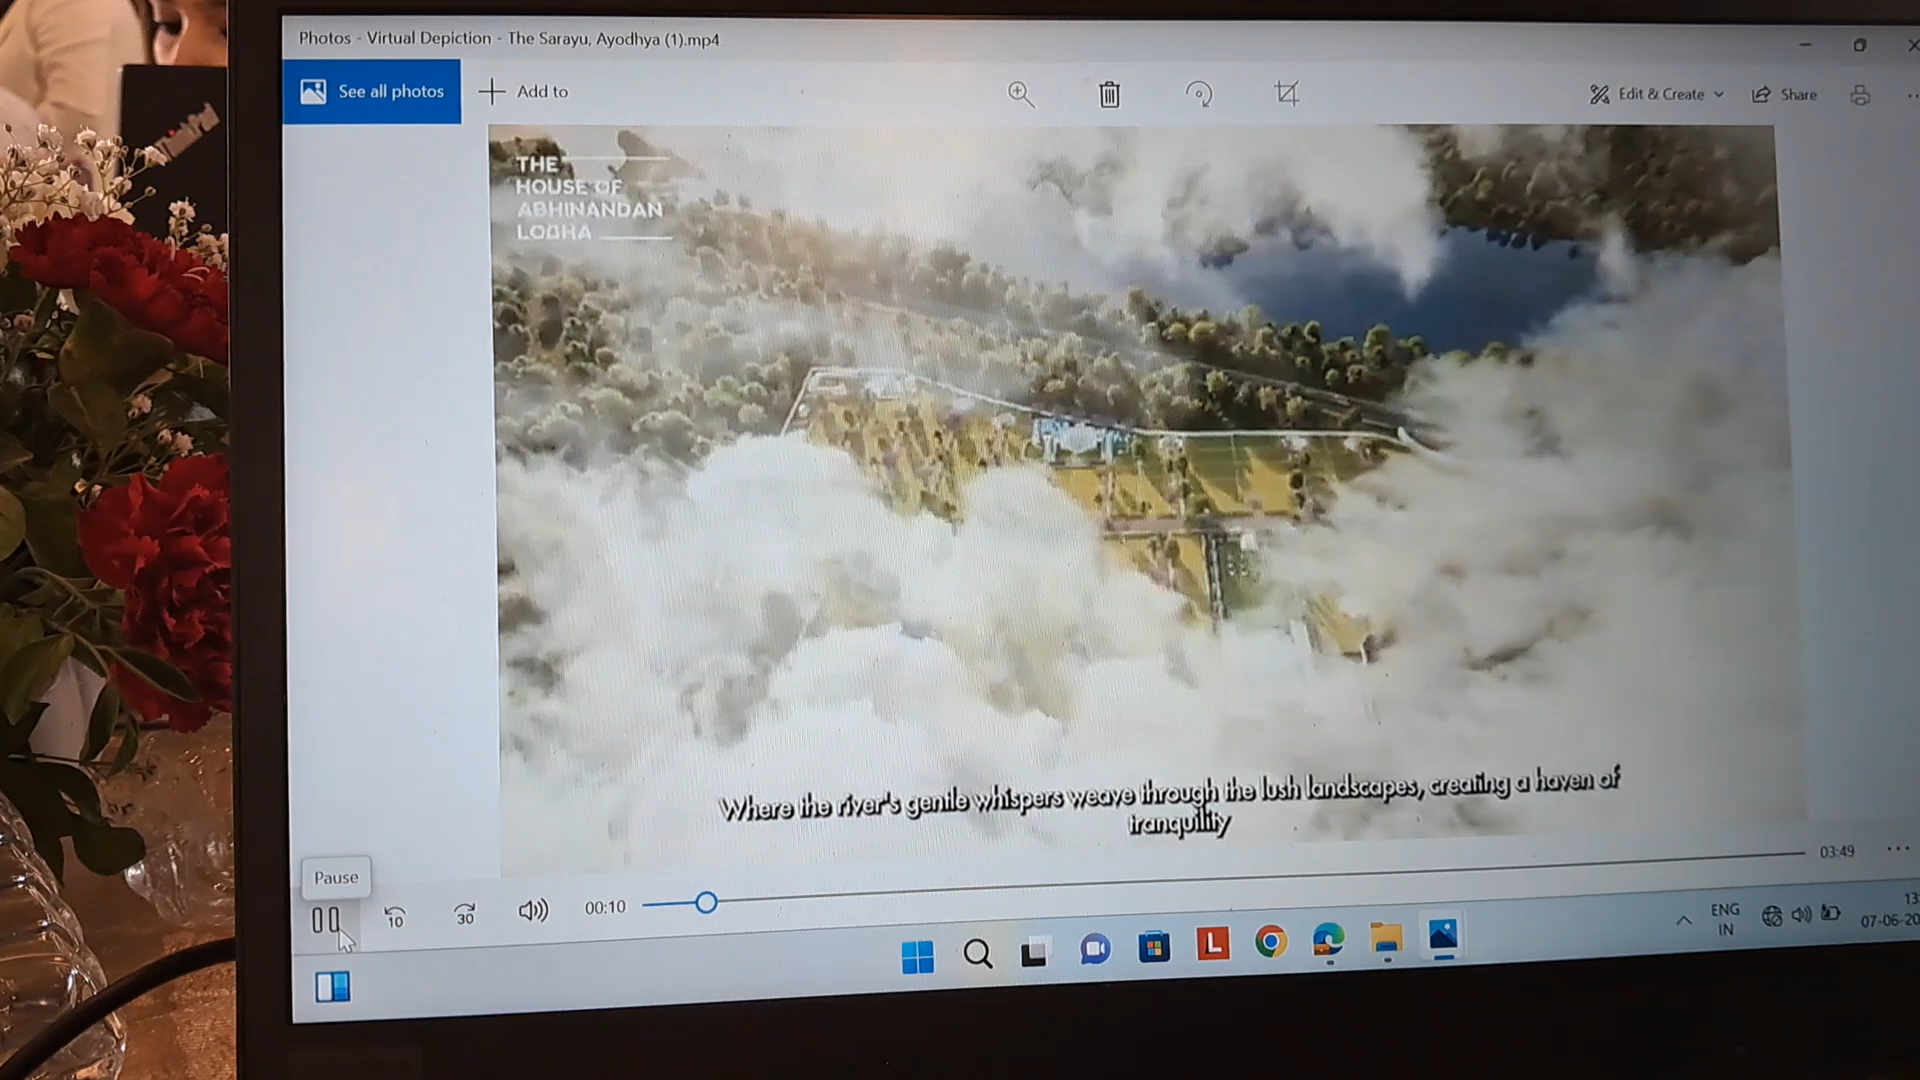 Photos - Virtual Depiction - The Sarayu, Ayodhya (1).mp4
See all photos
Add to
Edit & Create
Share
THE
HOUSE OF
ABHINANDAN
LODHA
Where the river's gentle whispers weave through the lush landscapes, creating a haven of
tranquility
Pause
10
30
00:10
03:49
ENG
IN
L